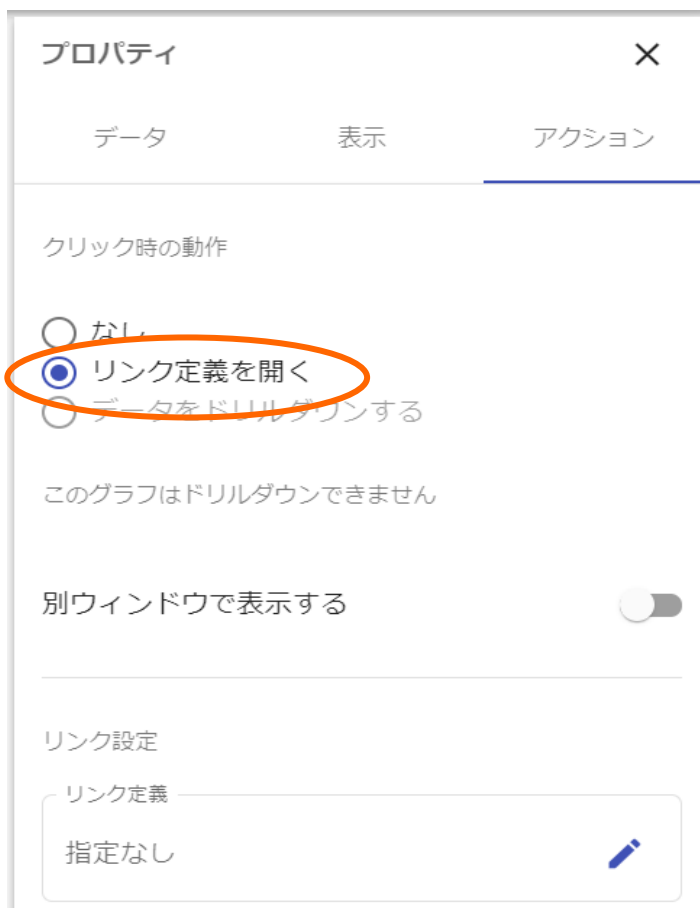 プロパティ
データ 表示 アクション
クリック時の動作
なし
リンク定義を開く
データをドリルダウンする
このグラフはドリルダウンできません
別ウィンドウで表示する
リンク設定
リンク定義
指定なし